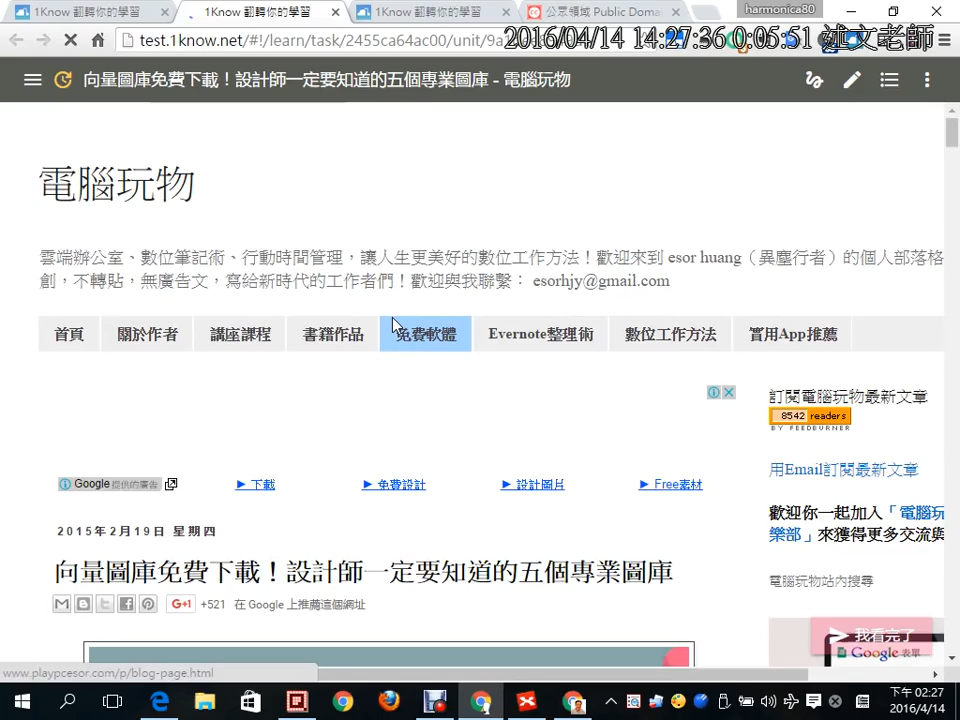 1Know 翻轉你的學習
1Know 翻轉你的學習
1Know 翻轉你的學習
公眾領域 Public Doma
harmonica80
test.1know.net/#!/learn/task/2455ca64ac00/unit/9a
2016/04/14 14:27:36 0:05:51 述文老師
向量圖庫免費下載！設計師一定要知道的五個專業圖庫 - 電腦玩物
電腦玩物
雲端辦公室、數位筆記術、行動時間管理，讓人生更美好的數位工作方法！歡迎來到 esor huang（異塵行者）的個人部落格
創，不轉貼，無廣告文，寫給新時代的工作者們！歡迎與我聯繫： esorhjy@gmail.com
首頁
關於作者
講座課程
書籍作品
免費軟體
Evernote整理術
數位工作方法
實用App推薦
訂閱電腦玩物最新文章
8542 readers
BY FEEDBURNER
Google 提供的廣告
► 下載
► 免費設計
► 設計圖片
► Free素材
用Email訂閱最新文章
歡迎你一起加入「電腦玩
樂部」來獲得更多交流與
2015年2月19日 星期四
向量圖庫免費下載！設計師一定要知道的五個專業圖庫
G+1 +521 在 Google 上推薦這個網址
電腦玩物站內搜尋
我看完了
Google 表單
www.playpcesor.com/p/blog-page.html
下午 02:27
2016/4/14